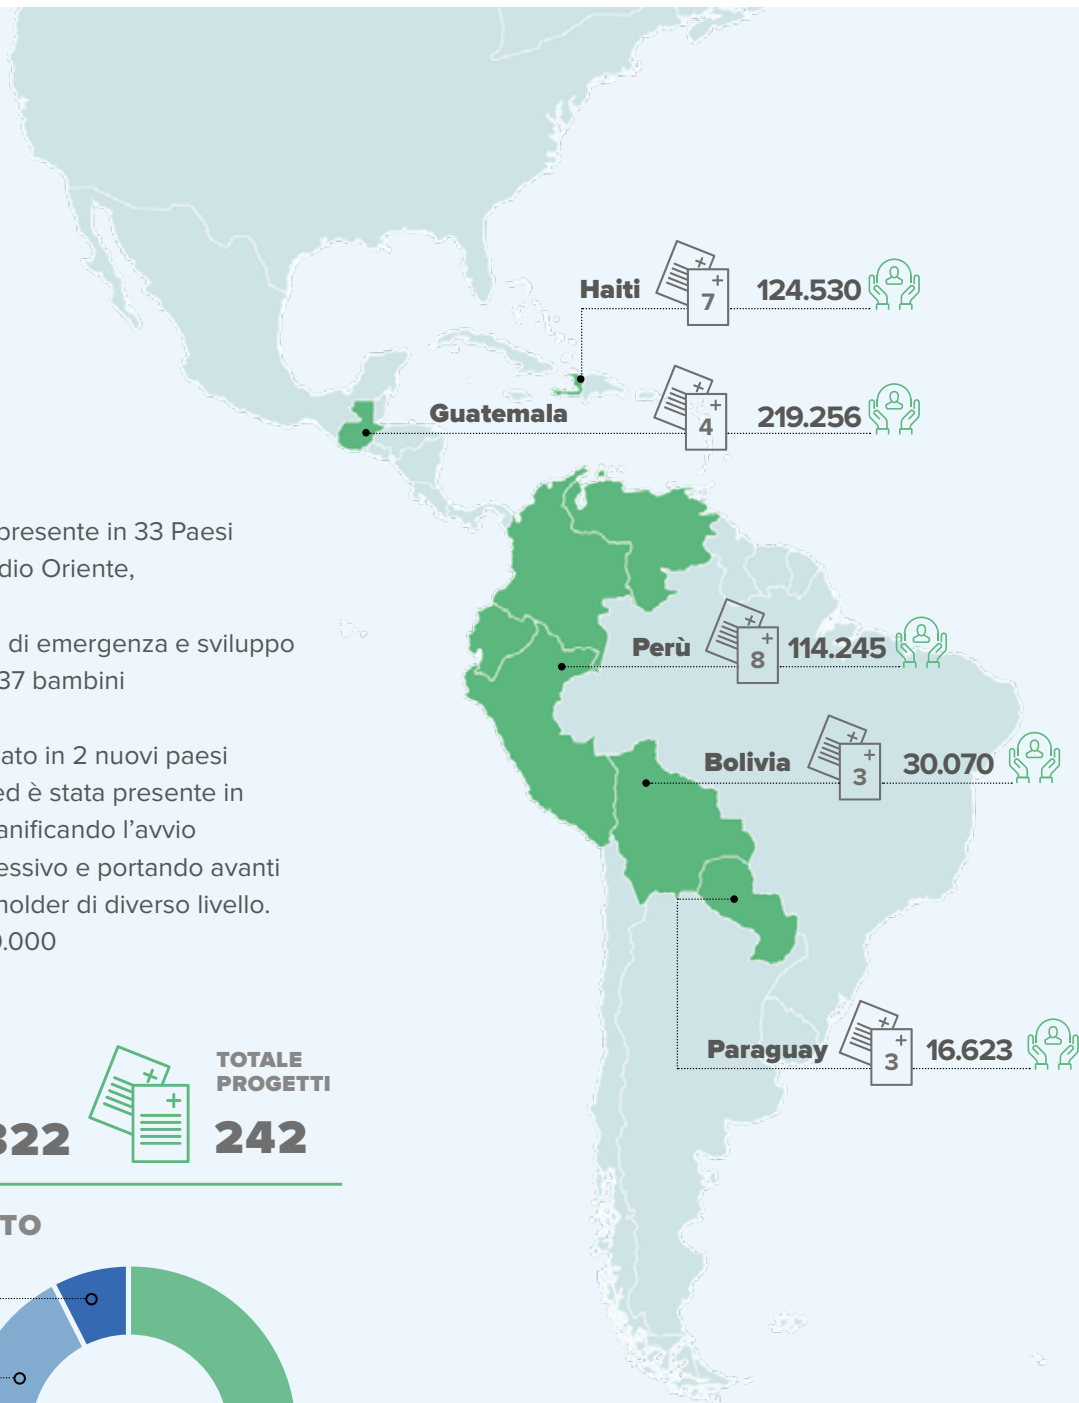 Haiti 7 124.530
Guatemala 4 219.256
presente in 33 Paesi
dio Oriente,
di emergenza e sviluppo
37 bambini
ato in 2 nuovi paesi
ed è stata presente in
anificando l’avvio
essivo e portando avanti
holder di diverso livello.
0.000
Perù 8 114.245
Bolivia 3 30.070
Paraguay 3 16.623
TOTALE
PROGETTI
322 242
TO